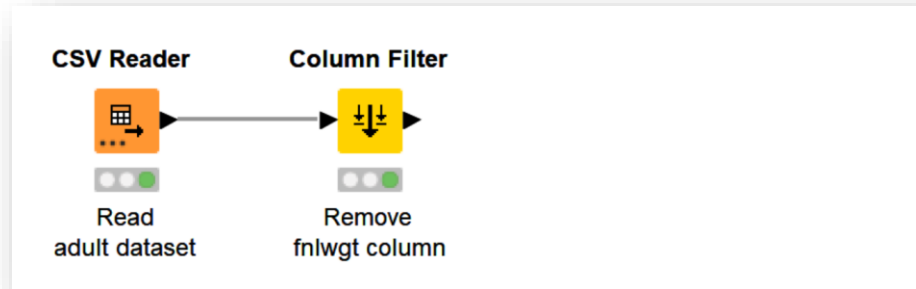 CSV Reader
Column Filter
Read
adult dataset
Remove
fnlwgt column